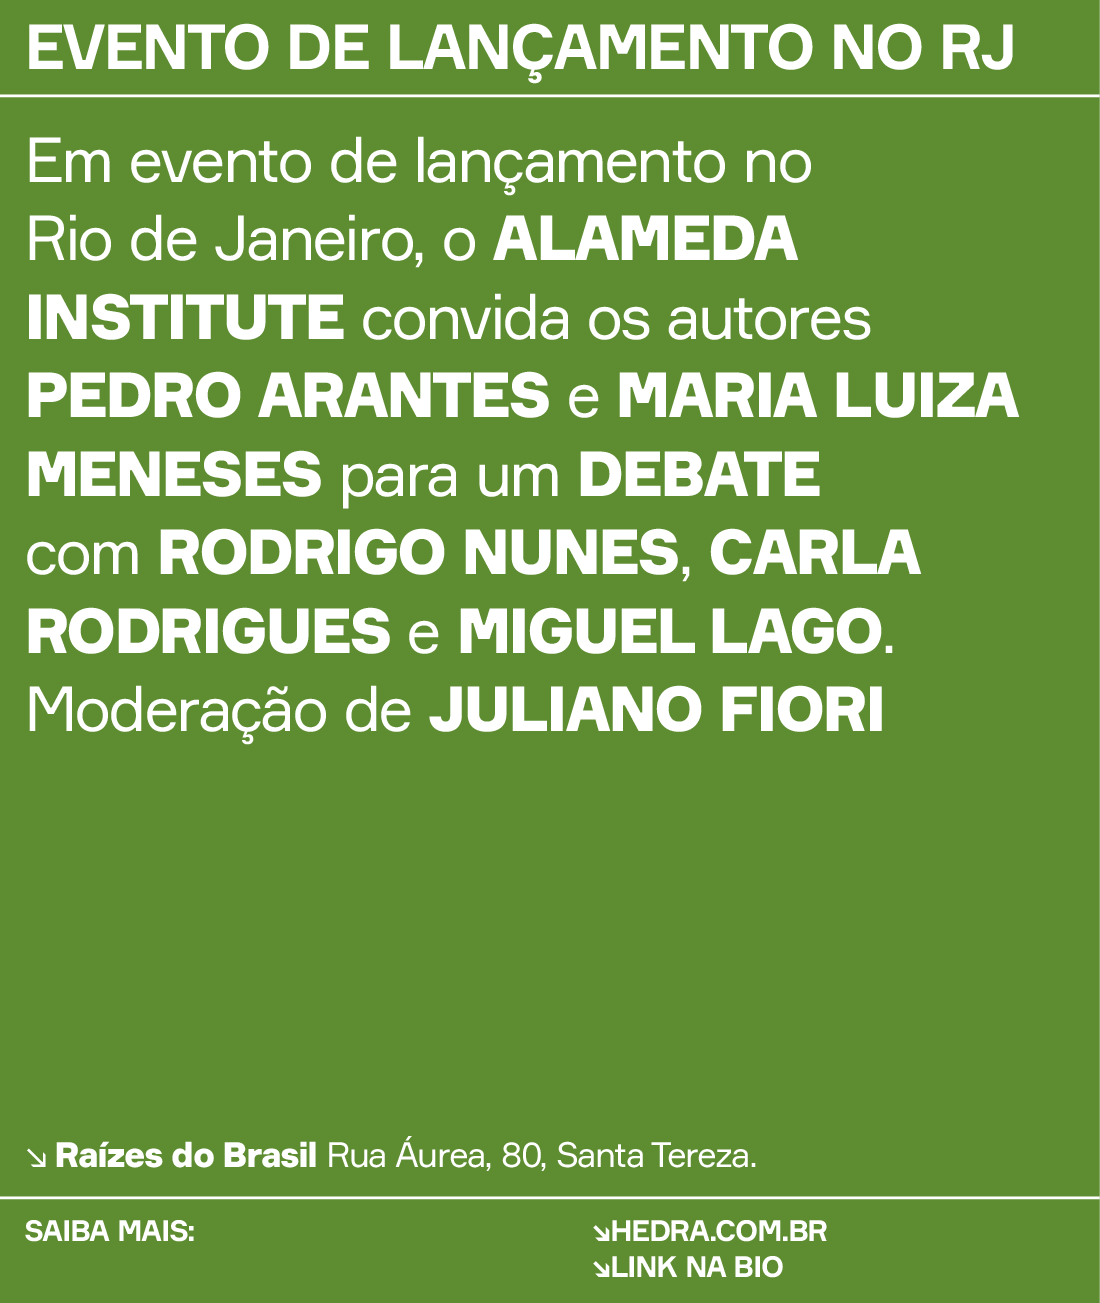 EVENTO DE LANÇAMENTO NO RJ
Em evento de lançamento no
Rio de Janeiro, o ALAMEDA
INSTITUTE convida os autores
PEDRO ARANTES e MARIA LUIZA
MENESES para um DEBATE
com RODRIGO NUNES, CARLA
RODRIGUES e MIGUEL LAGO.
Moderação de JULIANO FIORI
↘ Raízes do Brasil Rua Áurea, 80, Santa Tereza.
SAIBA MAIS:
↘HEDRA.COM.BR
↘LINK NA BIO